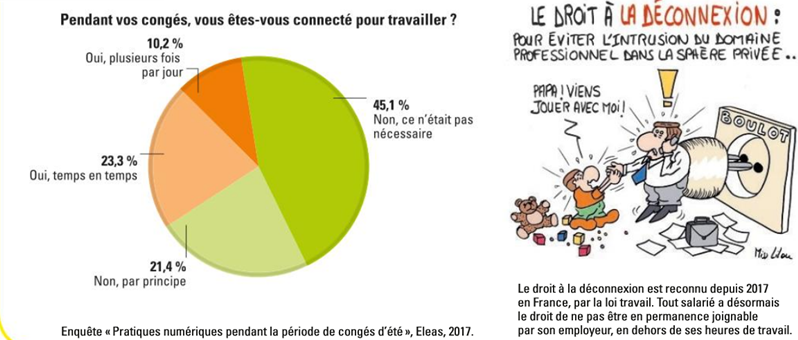 Pendant vos congés, vous êtes-vous connecté pour travailler ?
10,2 %
Oui, plusieurs fois
par jour
45,1 %
Non, ce n'était pas
nécessaire
23,3 %
Oui, temps en temps
21,4 %
Non, par principe
Enquête « Pratiques numériques pendant la période de congés d'été », Eleas, 2017.
LE DROIT À LA DÉCONNEXION :
POUR ÉVITER L'INTRUSION DU DOMAINE
PROFESSIONNEL DANS LA SPHÈRE PRIVÉE..
PAPA ! VIENS
JOUER AVEC MOI !
!
BOULOT
Miss Lilou
Le droit à la déconnexion est reconnu depuis 2017
en France, par la loi travail. Tout salarié a désormais
le droit de ne pas être en permanence joignable
par son employeur, en dehors de ses heures de travail.